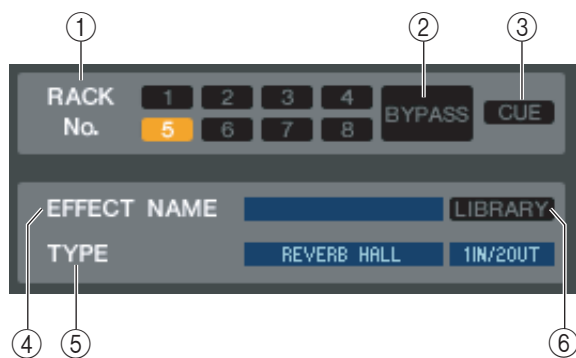 ① ② ③
RACK No. 1 2 3 4 BYPASS CUE
5 6 7 8
④ EFFECT NAME LIBRARY
TYPE REVERB HALL 1IN/2OUT
⑤ ⑥